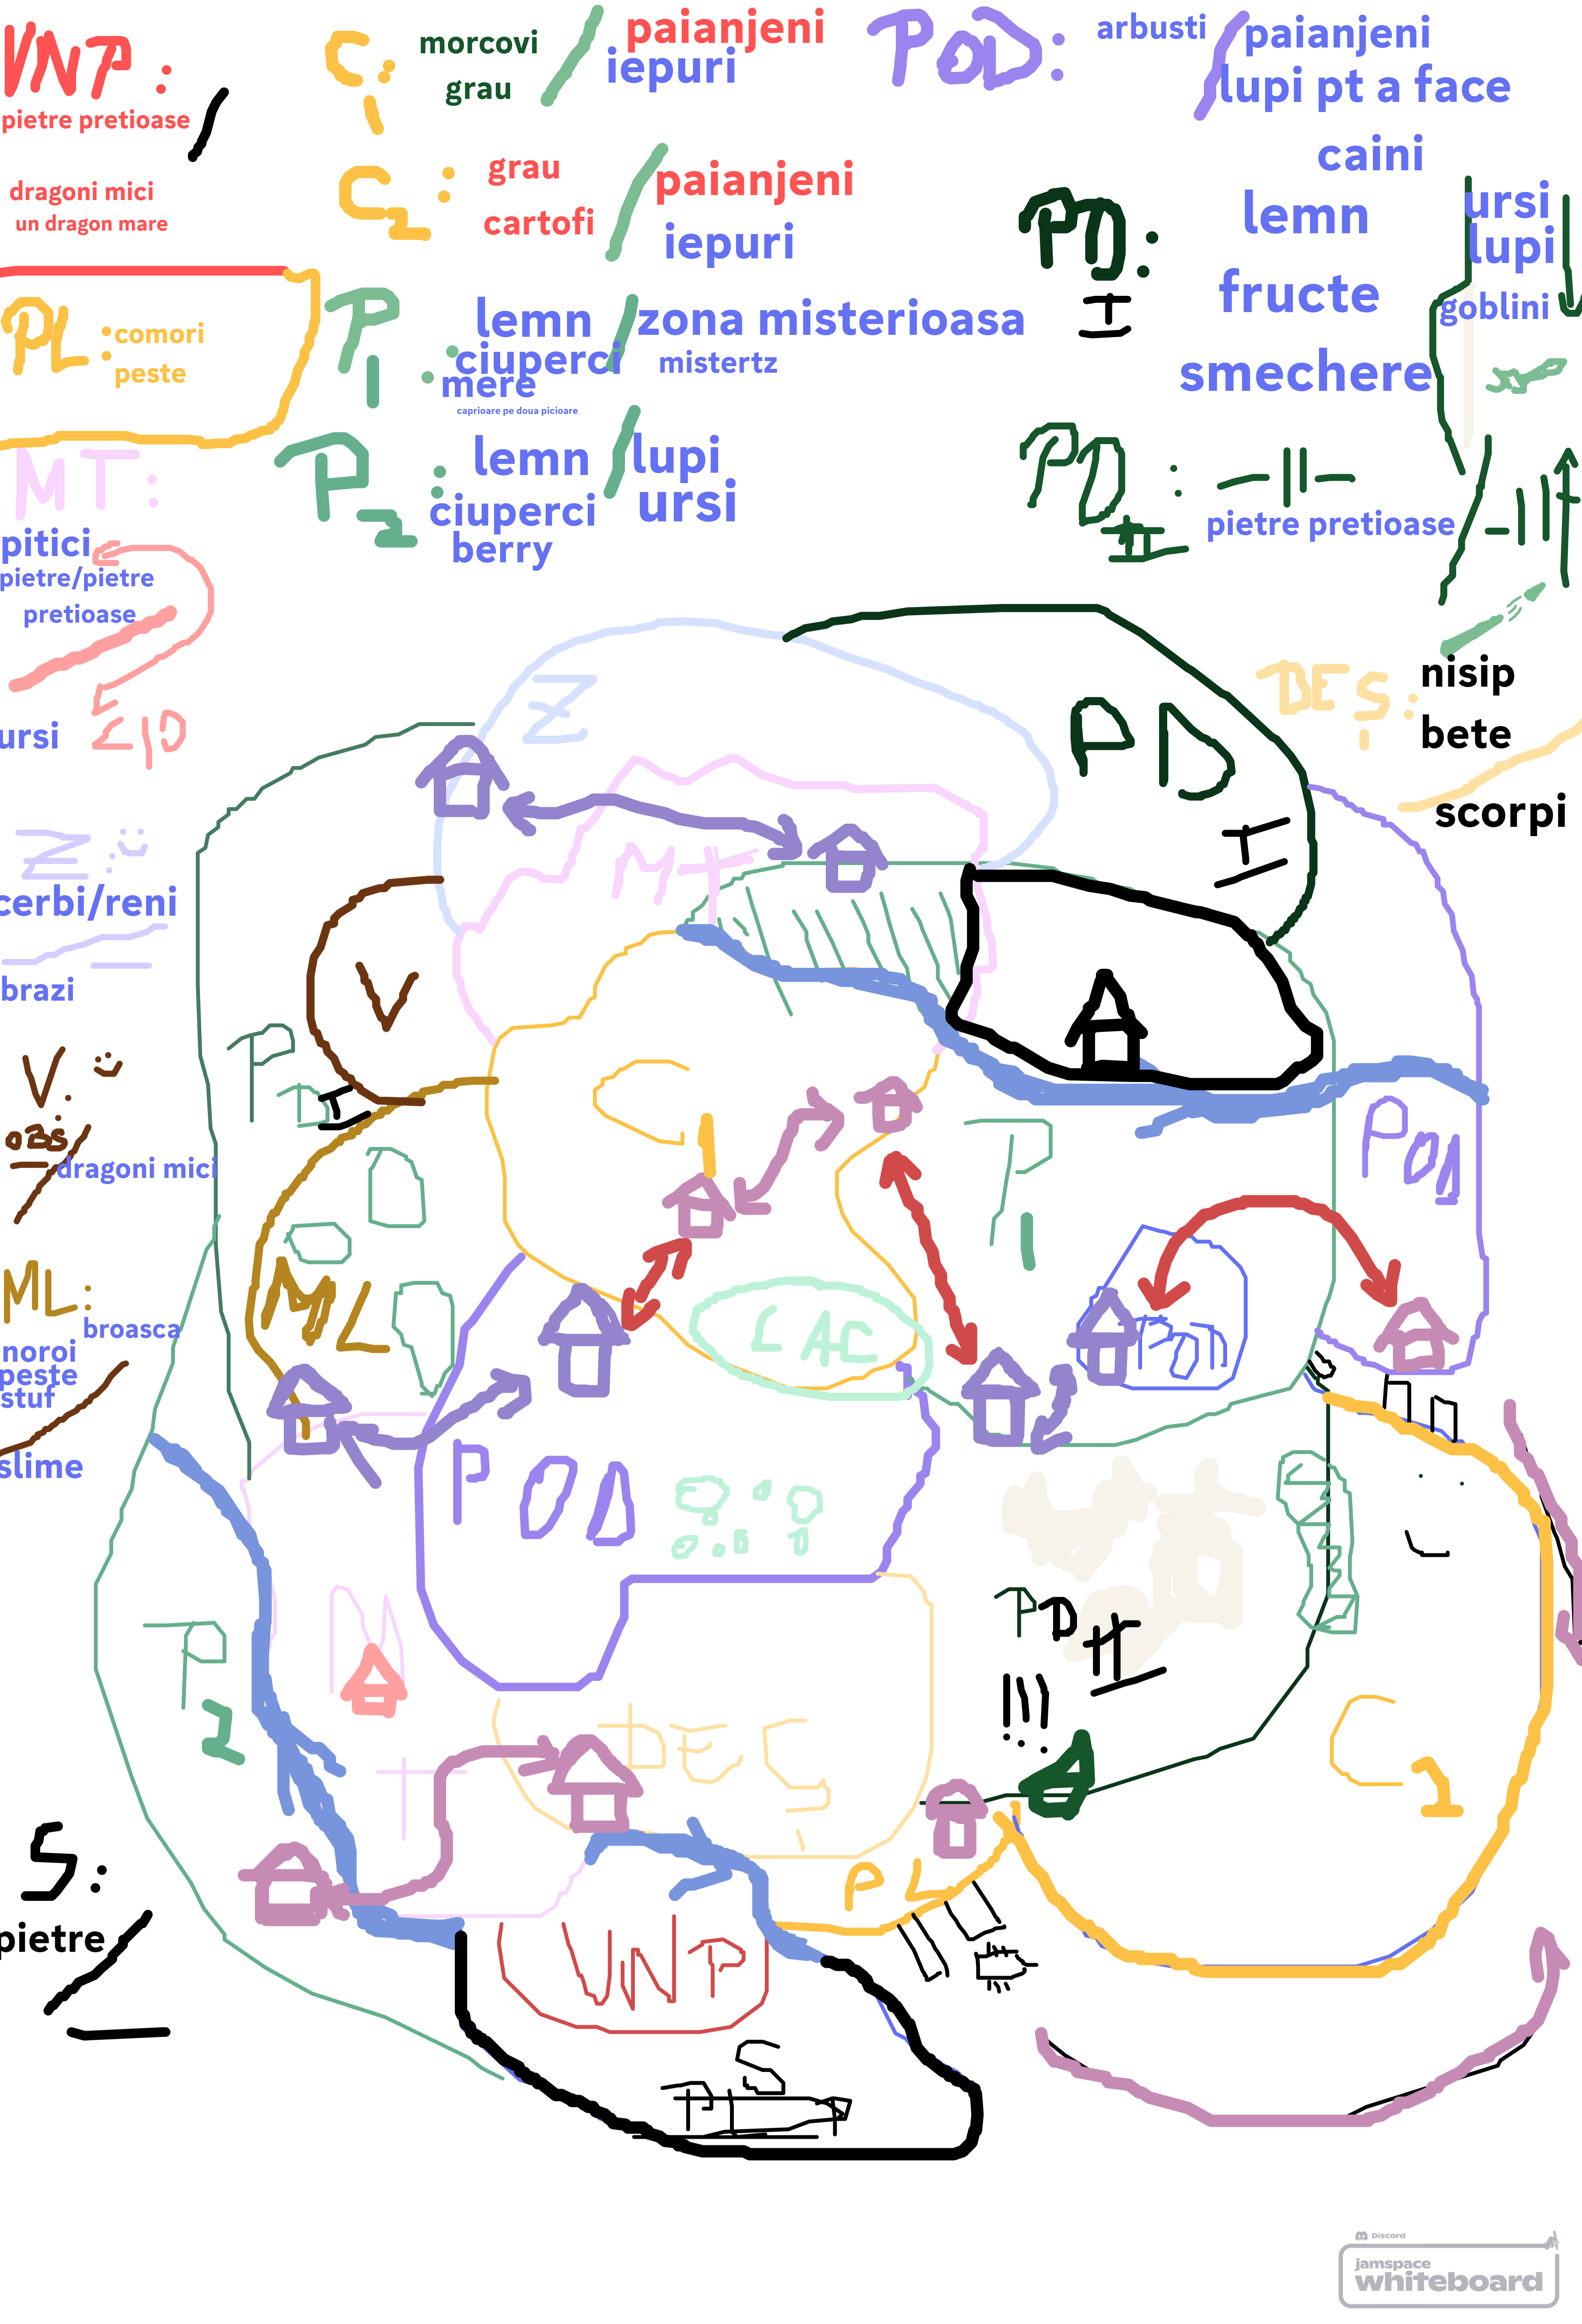 VNP:
pietre pretioase
dragoni mici
un dragon mare
PL:
comori
peste
MT:
pitici
pietre/pietre
pretioase
ursi
Z:
cerbi/reni
brazi
V:
OBS
dragoni mici
ML:
broasca
noroi
peste
stuf
slime
S:
pietre
C1:
morcovi
grau
paianjeni
iepuri
C2:
grau
cartofi
paianjeni
iepuri
P1:
lemn
ciuperci
mere
caprioare pe doua picioare
zona misterioasa
mistertz
P2:
lemn
ciuperci
berry
lupi
ursi
POD:
arbusti
paianjeni
lupi pt a face
caini
PD I:
lemn
fructe
smechere
ursi
lupi
goblini
PD II:
-||-
pietre pretioase
-||-
DES:
nisip
bete
scorpi
Z
PD
I
MT
V
PD I
C1
P1
POD
ML
LAC
POD
PD II
!!!
P2
DES
C1
PL
VNP
S
Discord
jamspace
whiteboard